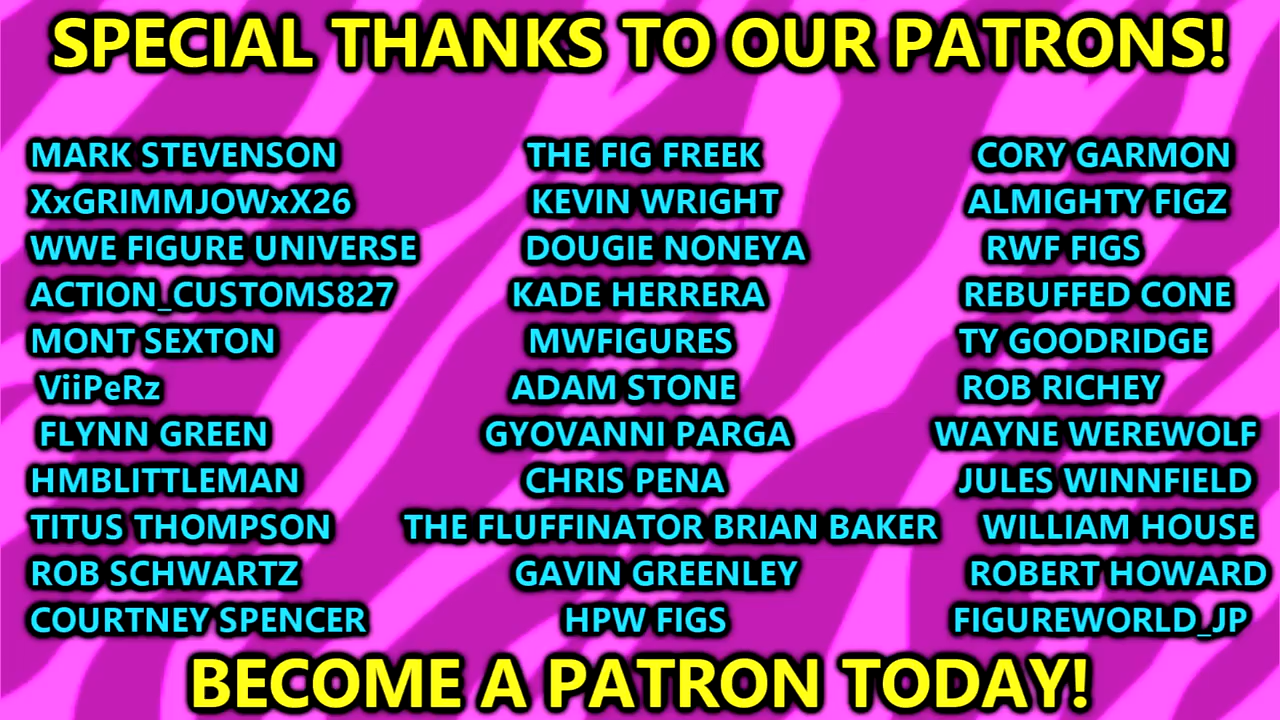 SPECIAL THANKS TO OUR PATRONS!
MARK STEVENSON THE FIG FREEK CORY GARMON
XxGRIMMJOWxX26 KEVIN WRIGHT ALMIGHTY FIGZ
WWE FIGURE UNIVERSE DOUGIE NONEYA RWF FIGS
ACTION_CUSTOMS827 KADE HERRERA REBUFFED CONE
MONT SEXTON MWFIGURES TY GOODRIDGE
ViiPeRz ADAM STONE ROB RICHEY
FLYNN GREEN GYOVANNI PARGA WAYNE WEREWOLF
HMBLITTLEMAN CHRIS PENA JULES WINNFIELD
TITUS THOMPSON THE FLUFFINATOR BRIAN BAKER WILLIAM HOUSE
ROB SCHWARTZ GAVIN GREENLEY ROBERT HOWARD
COURTNEY SPENCER HPW FIGS FIGUREWORLD_JP
BECOME A PATRON TODAY!